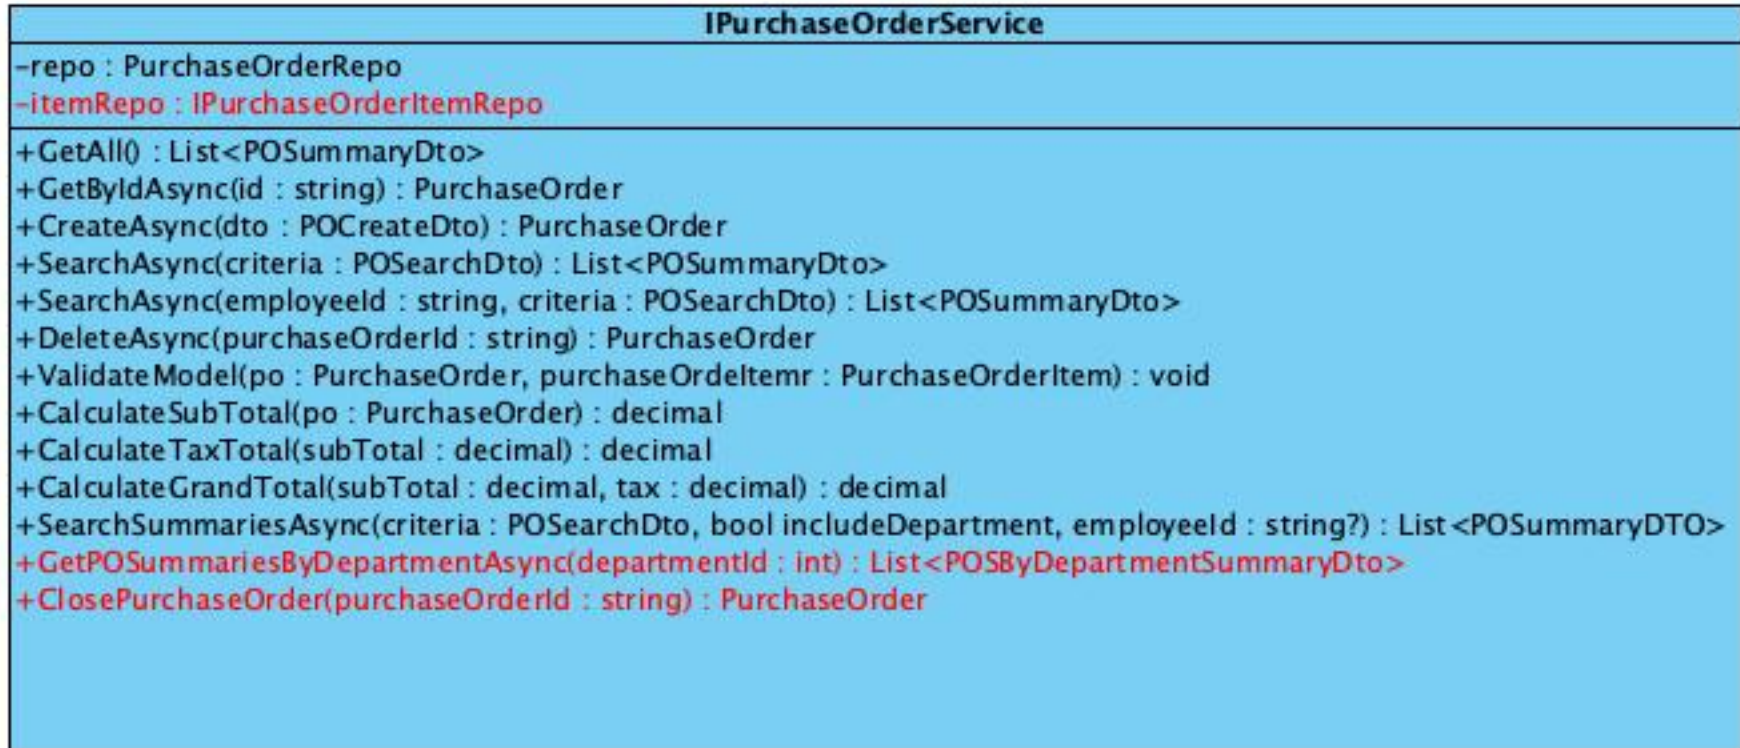 IPurchaseOrderService
-repo : PurchaseOrderRepo
-itemRepo : IPurchaseOrderItemRepo
+GetAll() : List<POSummaryDto>
+GetByIdAsync(id : string) : PurchaseOrder
+CreateAsync(dto : POCreateDto) : PurchaseOrder
+SearchAsync(criteria : POSearchDto) : List<POSummaryDto>
+SearchAsync(employeeId : string, criteria : POSearchDto) : List<POSummaryDto>
+DeleteAsync(purchaseOrderId : string) : PurchaseOrder
+ValidateModel(po : PurchaseOrder, purchaseOrdeItemr : PurchaseOrderItem) : void
+CalculateSubTotal(po : PurchaseOrder) : decimal
+CalculateTaxTotal(subTotal : decimal) : decimal
+CalculateGrandTotal(subTotal : decimal, tax : decimal) : decimal
+SearchSummariesAsync(criteria : POSearchDto, bool includeDepartment, employeeId : string?) : List<POSummaryDTO>
+GetPOSummariesByDepartmentAsync(departmentId : int) : List<POSByDepartmentSummaryDto>
+ClosePurchaseOrder(purchaseOrderId : string) : PurchaseOrder